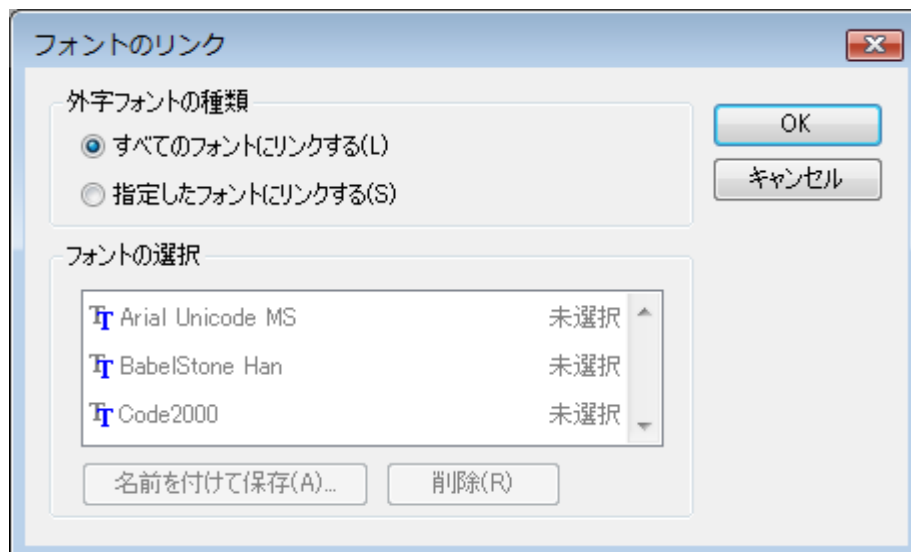 フォントのリンク
外字フォントの種類
すべてのフォントにリンクする(L)
指定したフォントにリンクする(S)
OK
キャンセル
フォントの選択
Arial Unicode MS 未選択
BabelStone Han 未選択
Code2000 未選択
名前を付けて保存(A)... 削除(R)